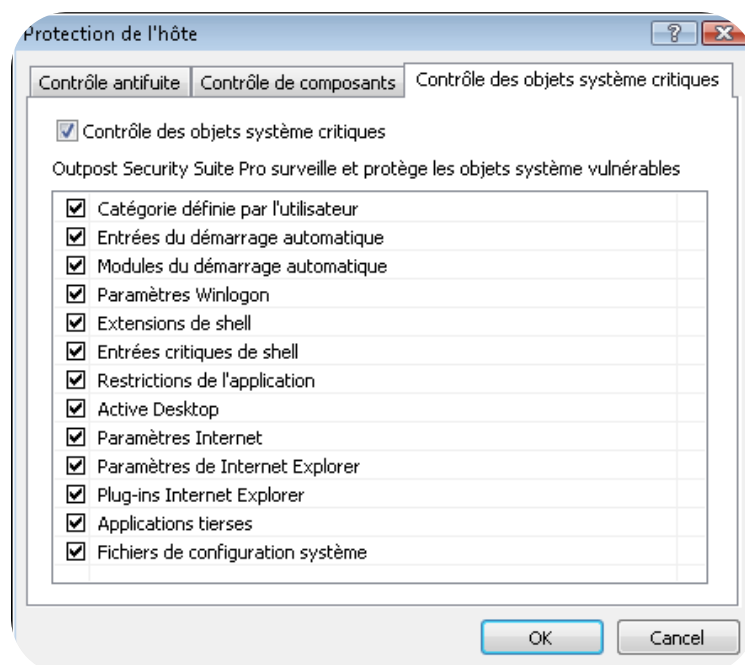 Protection de l'hôte
Contrôle antifuite
Contrôle de composants
Contrôle des objets système critiques
Contrôle des objets système critiques
Outpost Security Suite Pro surveille et protège les objets système vulnérables
Catégorie définie par l'utilisateur
Entrées du démarrage automatique
Modules du démarrage automatique
Paramètres Winlogon
Extensions de shell
Entrées critiques de shell
Restrictions de l'application
Active Desktop
Paramètres Internet
Paramètres de Internet Explorer
Plug-ins Internet Explorer
Applications tierses
Fichiers de configuration système
OK
Cancel